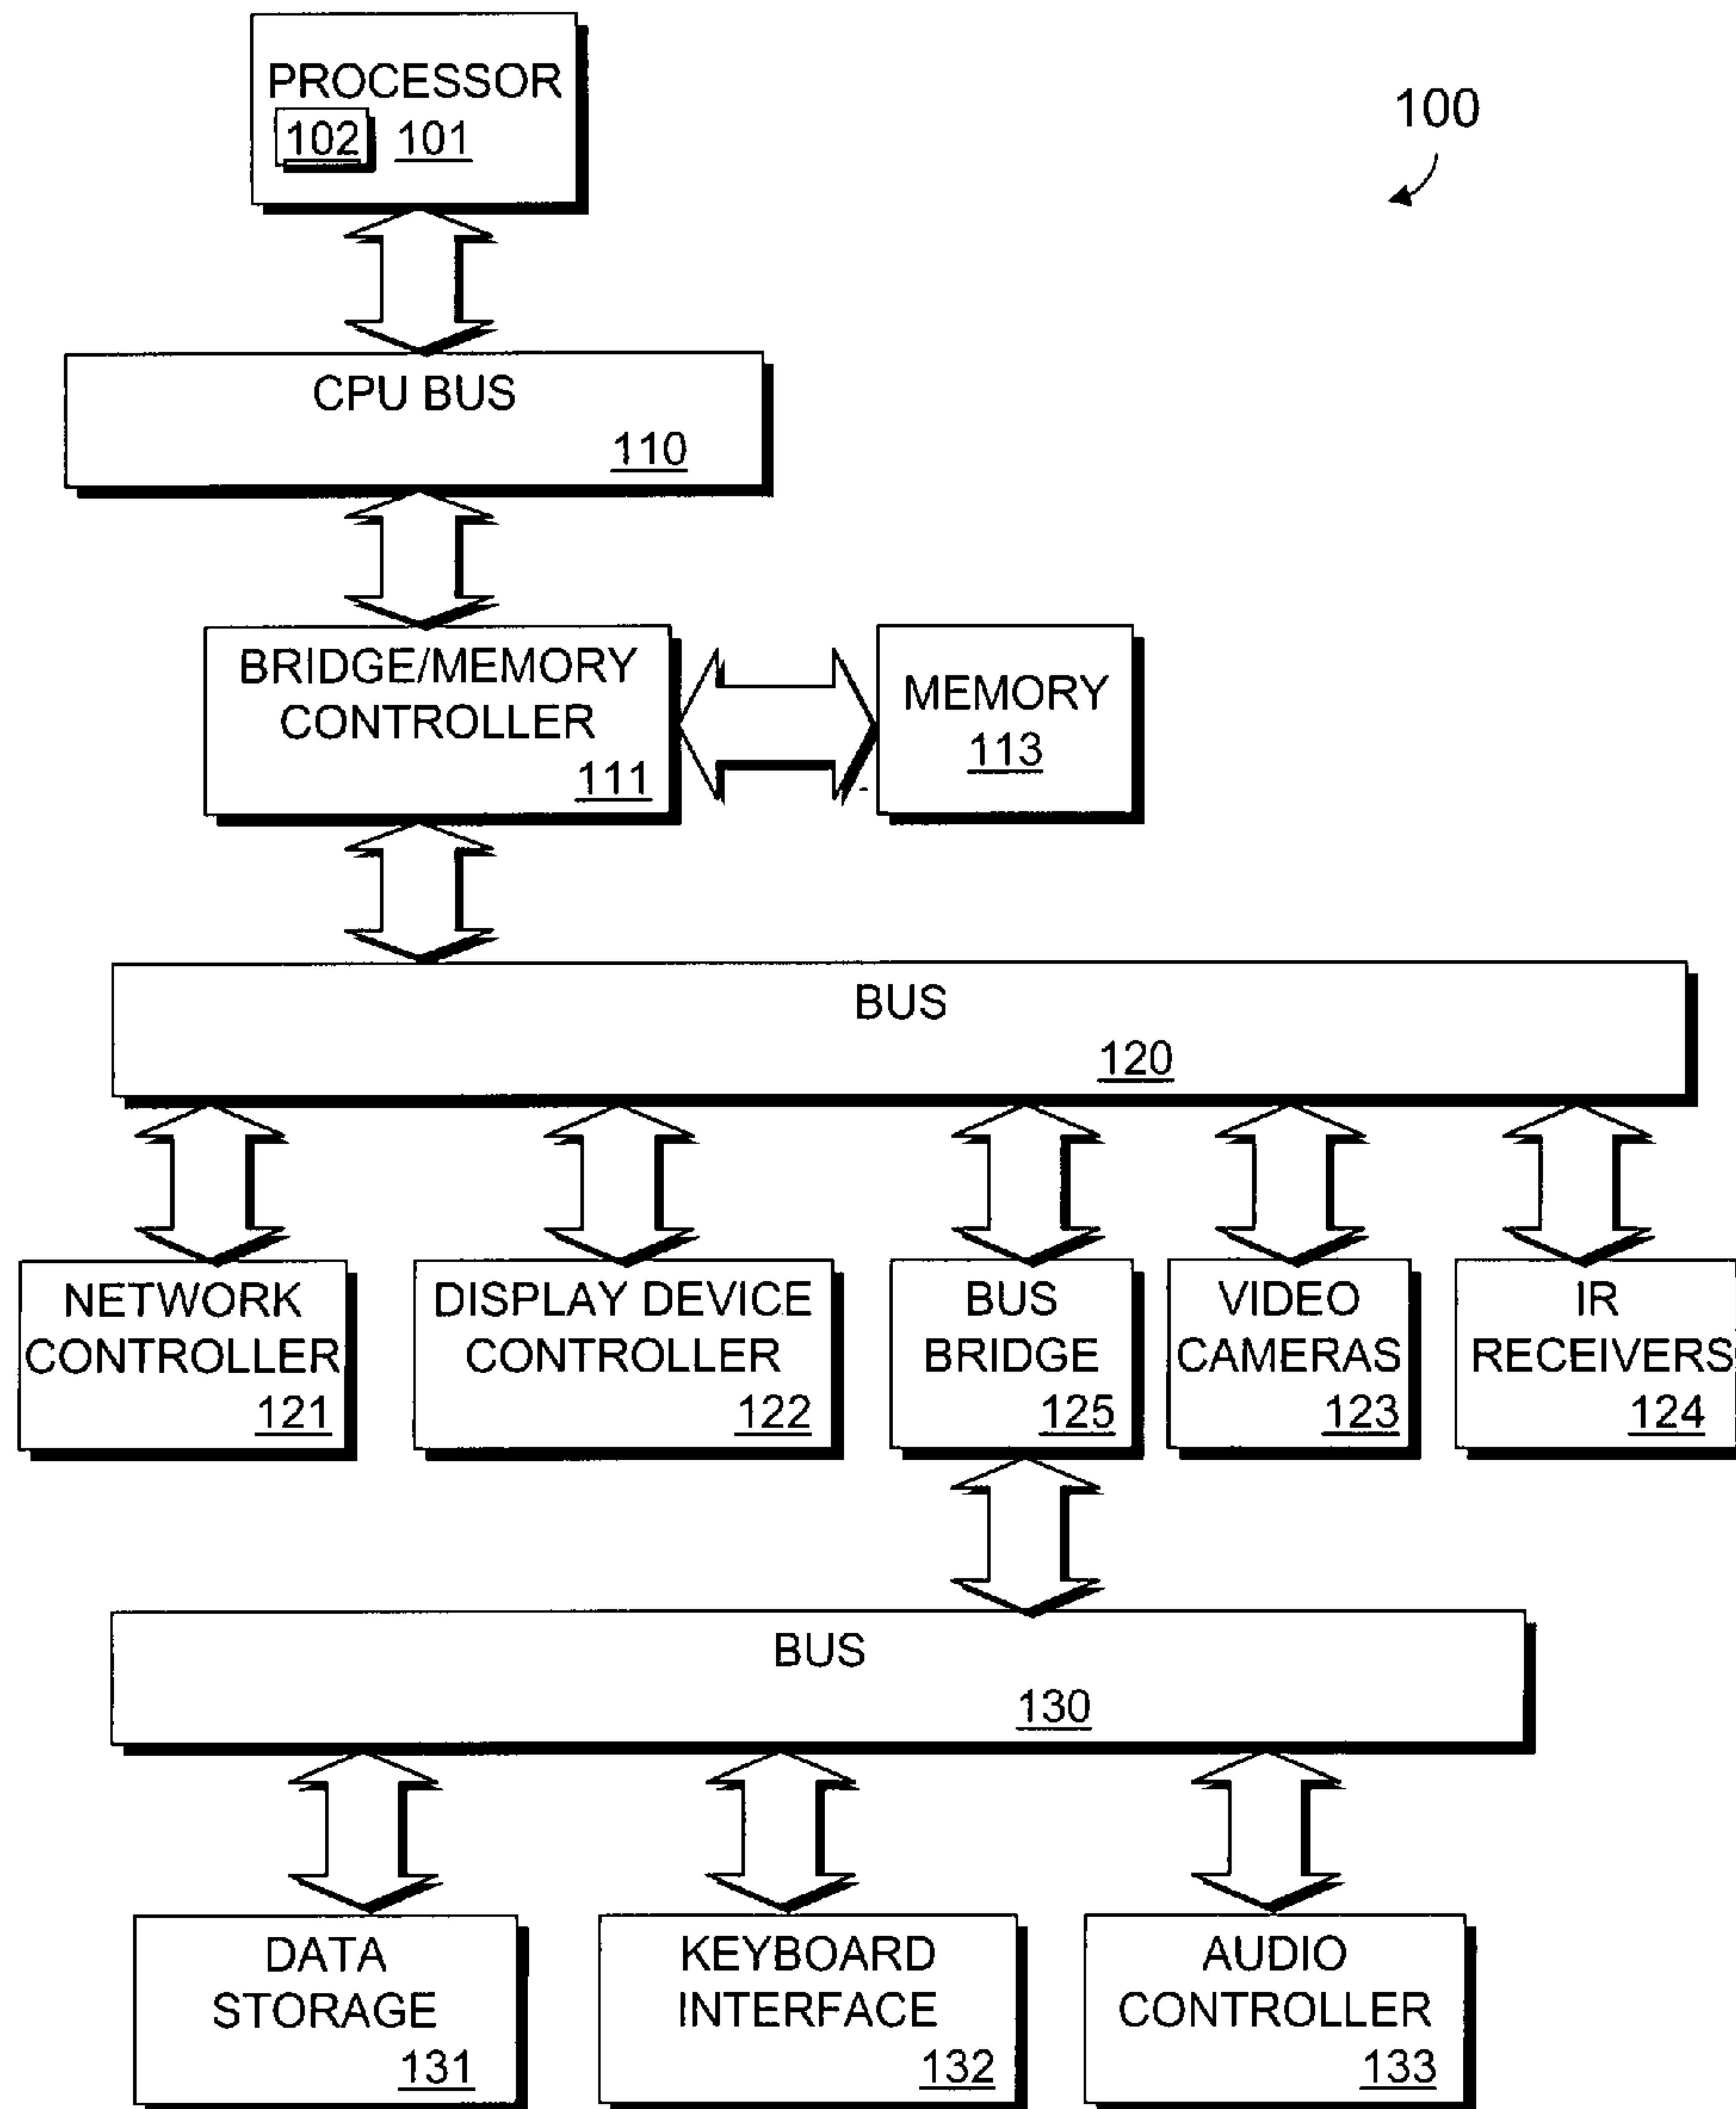 PROCESSOR
102 101
100
CPU BUS
110
BRIDGE/MEMORY
CONTROLLER
111
MEMORY
113
BUS
120
NETWORK
CONTROLLER
121
DISPLAY DEVICE
CONTROLLER
122
BUS
BRIDGE
125
VIDEO
CAMERAS
123
IR
RECEIVERS
124
BUS
130
DATA
STORAGE
131
KEYBOARD
INTERFACE
132
AUDIO
CONTROLLER
133